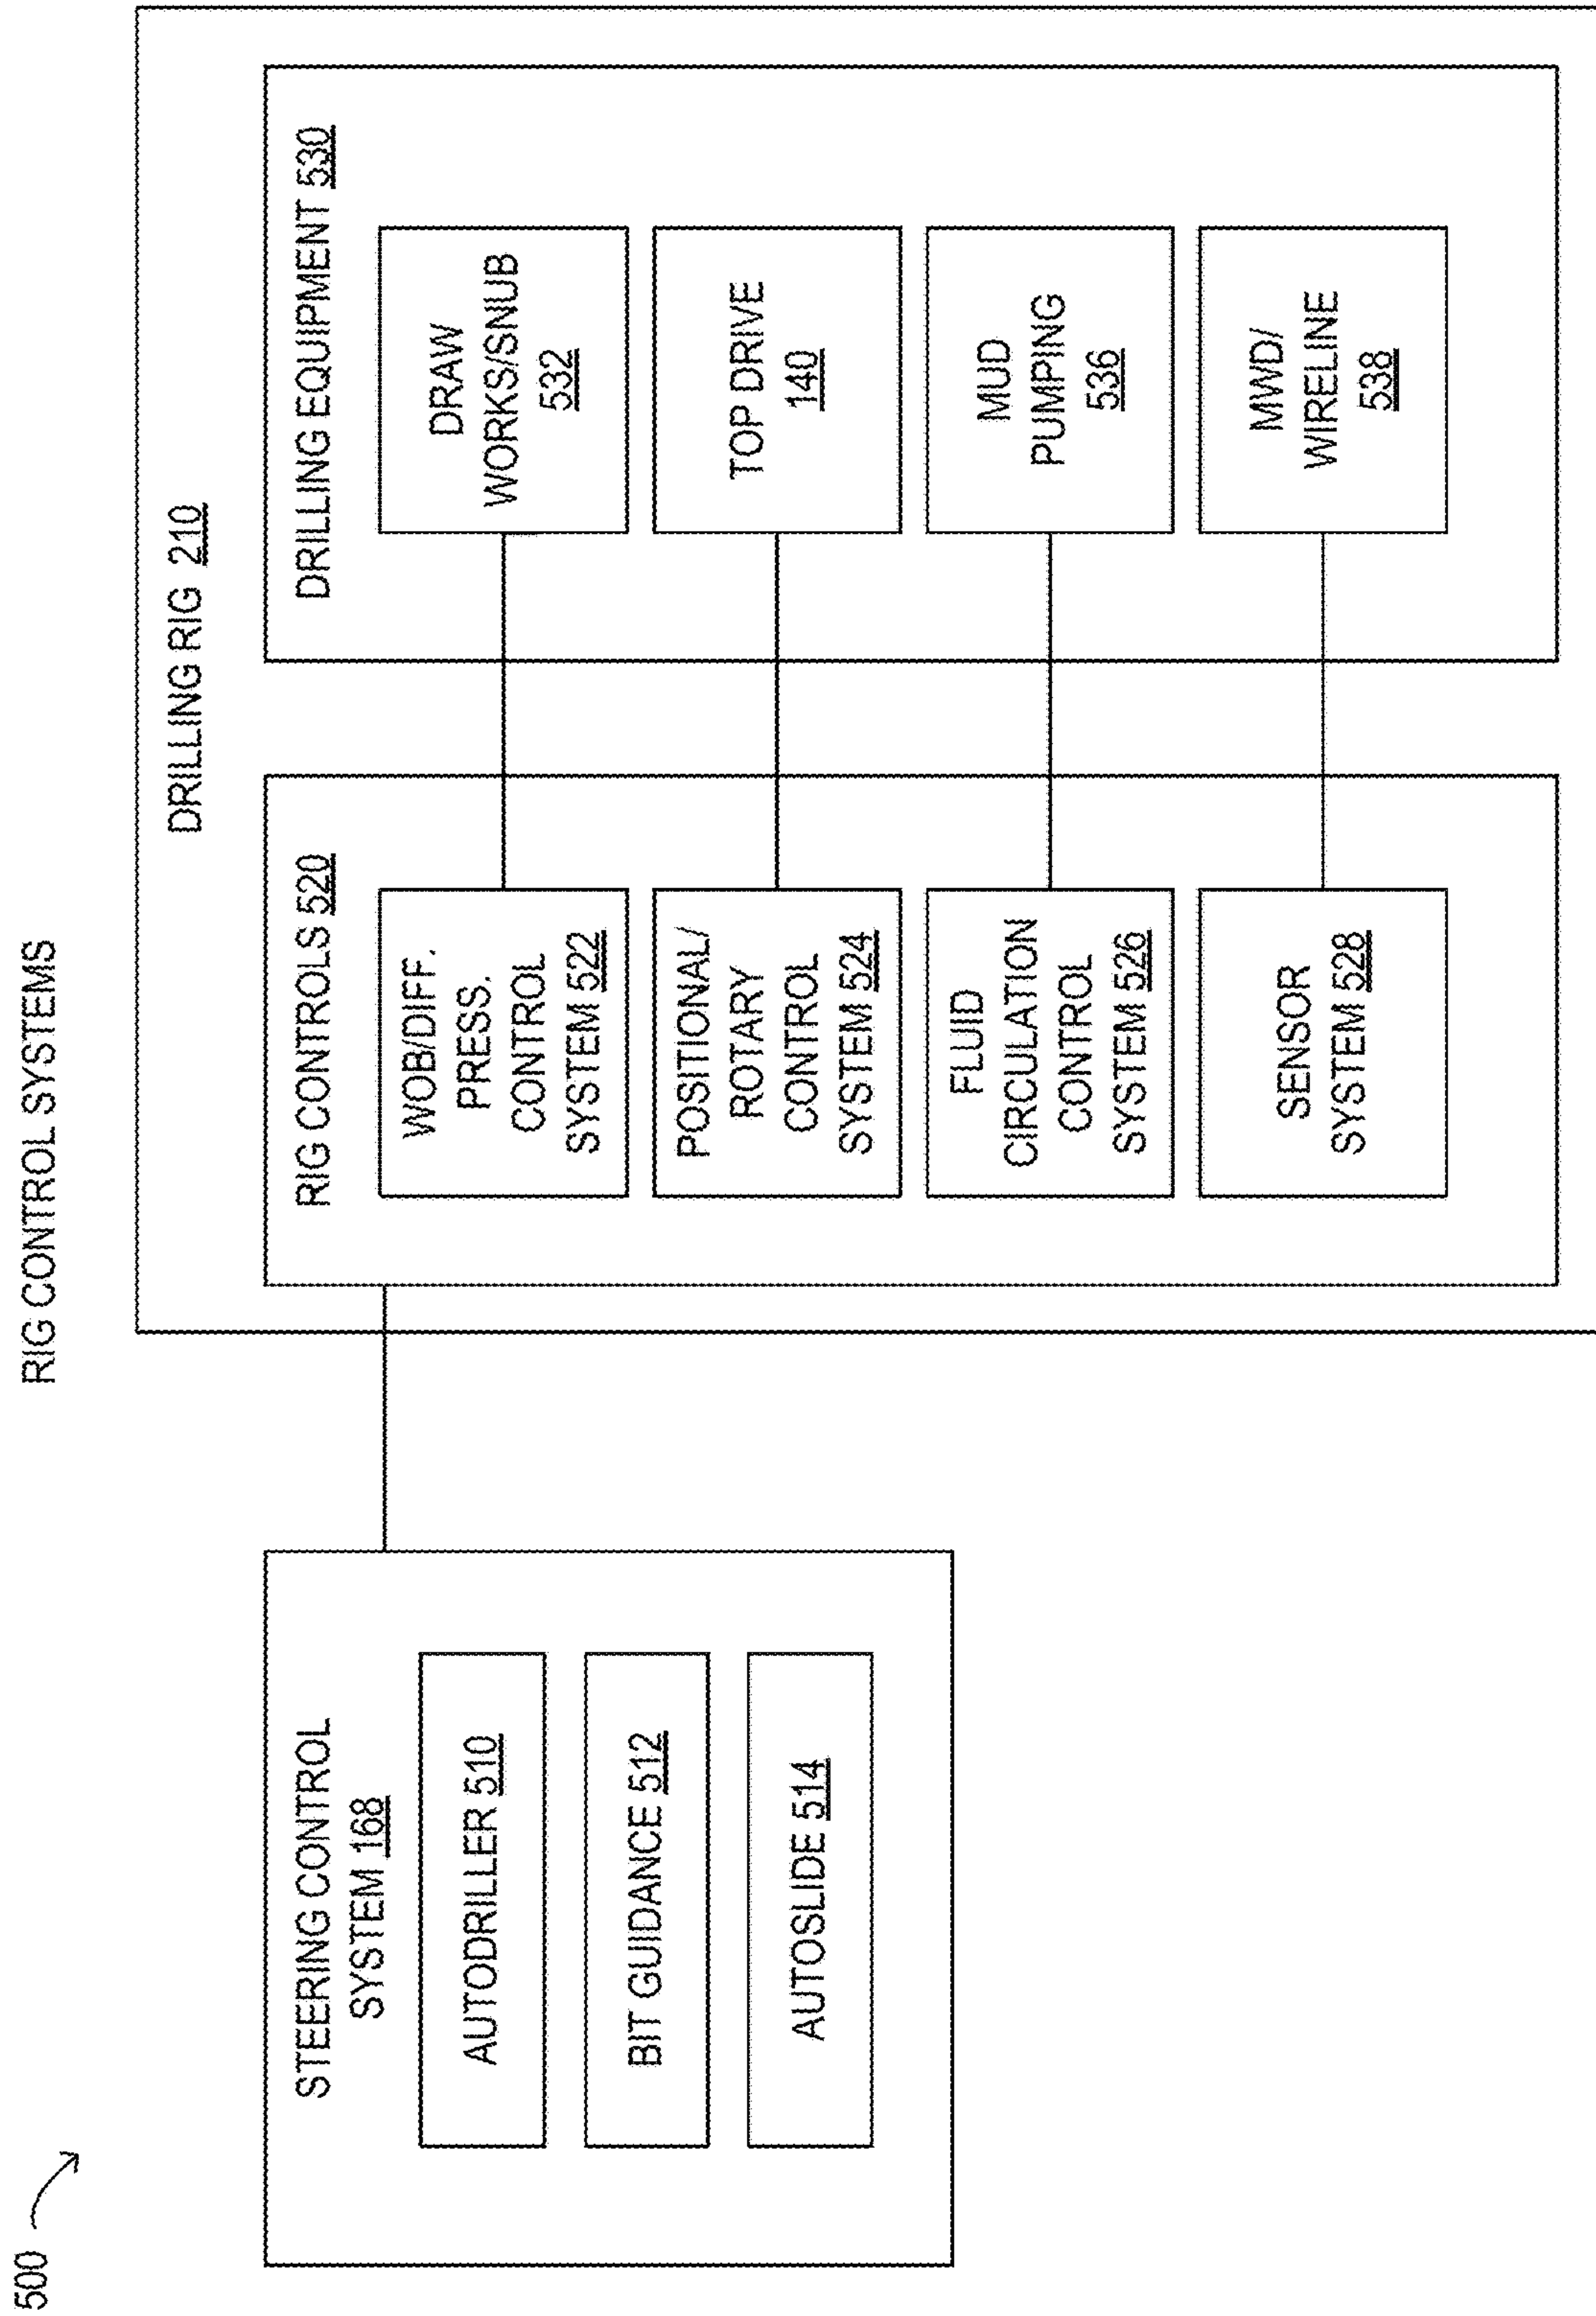 500
RIG CONTROL SYSTEMS
STEERING CONTROL
SYSTEM 168
AUTODRILLER 510
BIT GUIDANCE 512
AUTOSLIDE 514
DRILLING RIG 210
RIG CONTROLS 520
WOB/DIFF.
PRESS.
CONTROL
SYSTEM 522
POSITIONAL/
ROTARY
CONTROL
SYSTEM 524
FLUID
CIRCULATION
CONTROL
SYSTEM 526
SENSOR
SYSTEM 528
DRILLING EQUIPMENT 530
DRAW
WORKS/SNUB
532
TOP DRIVE
140
MUD
PUMPING
536
MWD/
WIRELINE
538